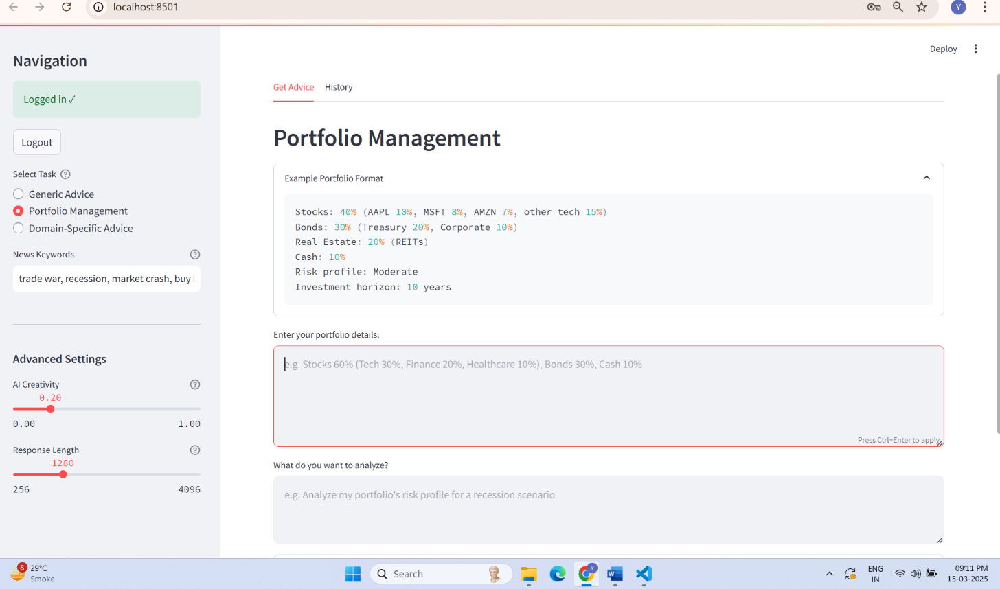 localhost:8501
Y
Deploy
Navigation
Logged in ✓
Logout
Select Task
Generic Advice
Portfolio Management
Domain-Specific Advice
News Keywords
trade war, recession, market crash, buy
Advanced Settings
AI Creativity
0.20
0.00 1.00
Response Length
1280
256 4096
Get Advice History
Portfolio Management
Example Portfolio Format
Stocks: 40% (AAPL 10%, MSFT 8%, AMZN 7%, other tech 15%)
Bonds: 30% (Treasury 20%, Corporate 10%)
Real Estate: 20% (REITs)
Cash: 10%
Risk profile: Moderate
Investment horizon: 10 years
Enter your portfolio details:
e.g. Stocks 60% (Tech 30%, Finance 20%, Healthcare 10%), Bonds 30%, Cash 10%
Press Ctrl+Enter to apply
What do you want to analyze?
e.g. Analyze my portfolio's risk profile for a recession scenario
8
29°C
Smoke
Search
ENG
IN
09:11 PM
15-03-2025